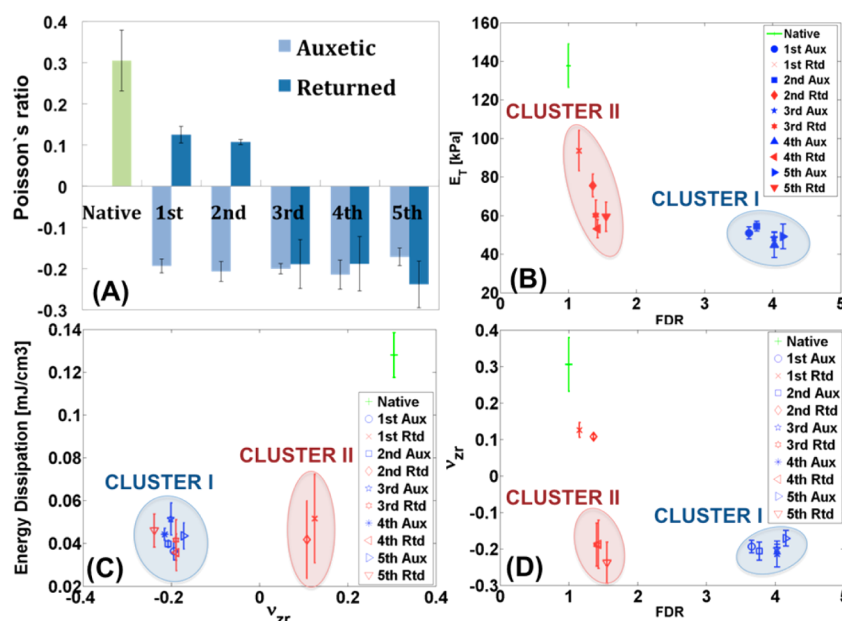 0.4
0.3
0.2
0.1
0
-0.1
-0.2
-0.3
Poisson`s ratio
Auxetic
Returned
Native 1st 2nd 3rd 4th 5th
(A)
160
140
120
100
80
60
40
20
E_T [kPa]
CLUSTER II
CLUSTER I
Native
1st Aux
1st Rtd
2nd Aux
2nd Rtd
3rd Aux
3rd Rtd
4th Aux
4th Rtd
5th Aux
5th Rtd
(B)
0 1 2 3 4 5
FDR
0.14
0.12
0.1
0.08
0.06
0.04
0.02
Energy Dissipation [mJ/cm3]
CLUSTER I
CLUSTER II
Native
1st Aux
1st Rtd
2nd Aux
2nd Rtd
3rd Aux
3rd Rtd
4th Aux
4th Rtd
5th Aux
5th Rtd
(C)
-0.4 -0.2 0 0.2 0.4
ν_zr
0.4
0.3
0.2
0.1
0
-0.1
-0.2
-0.3
ν_zr
CLUSTER II
CLUSTER I
Native
1st Aux
1st Rtd
2nd Aux
2nd Rtd
3rd Aux
3rd Rtd
4th Aux
4th Rtd
5th Aux
5th Rtd
(D)
0 1 2 3 4 5
FDR